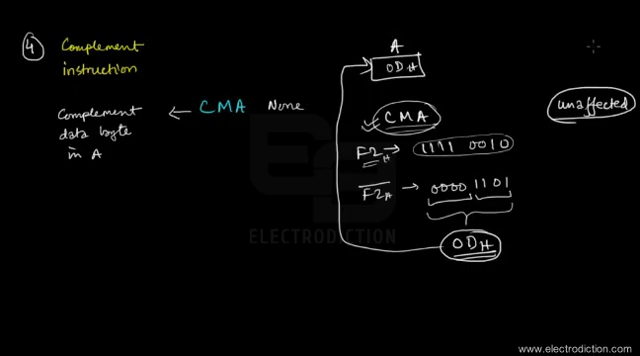 4 Complement
instruction
Complement
data byte
in A
← CMA None
A
0DH
✓ CMA
F2H → 1111 0010
F2H → 0000 1101
0DH
unaffected
ELECTRODICTION
www.electrodiction.com